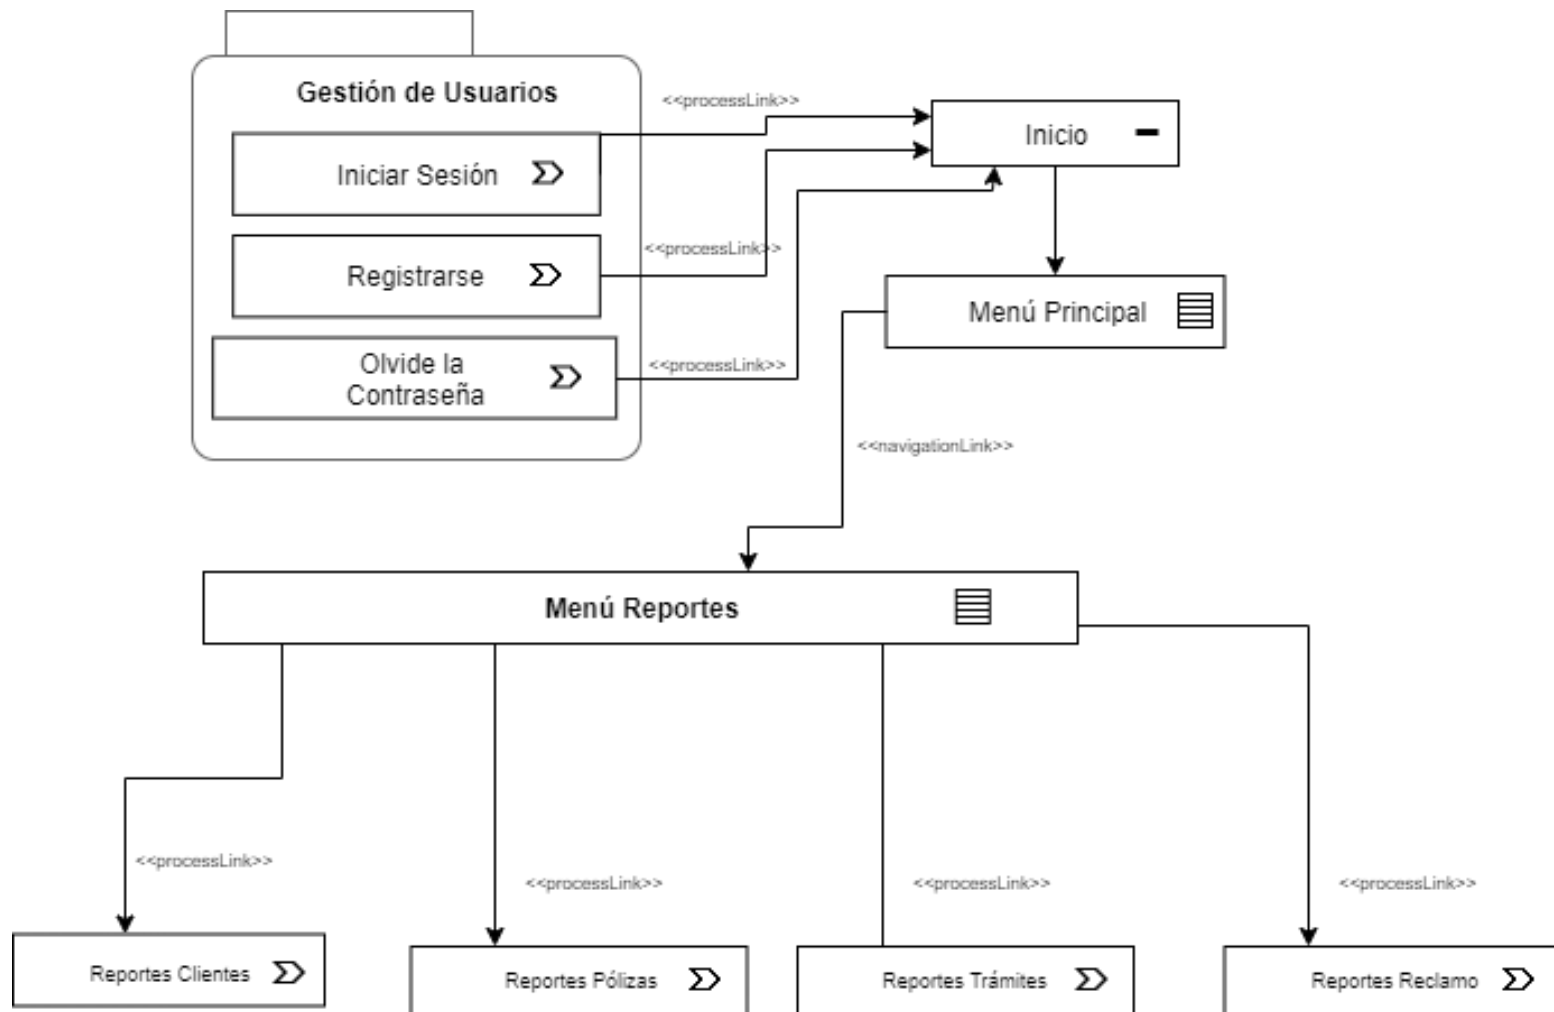 Gestión de Usuarios
<<processLink>>
Inicio
Iniciar Sesión
<<processLink>>
Registrarse
Menú Principal
Olvide la
Contraseña
<<processLink>>
<<navigationLink>>
Menú Reportes
<<processLink>>
<<processLink>>
<<processLink>>
<<processLink>>
Reportes Clientes
Reportes Pólizas
Reportes Trámites
Reportes Reclamo